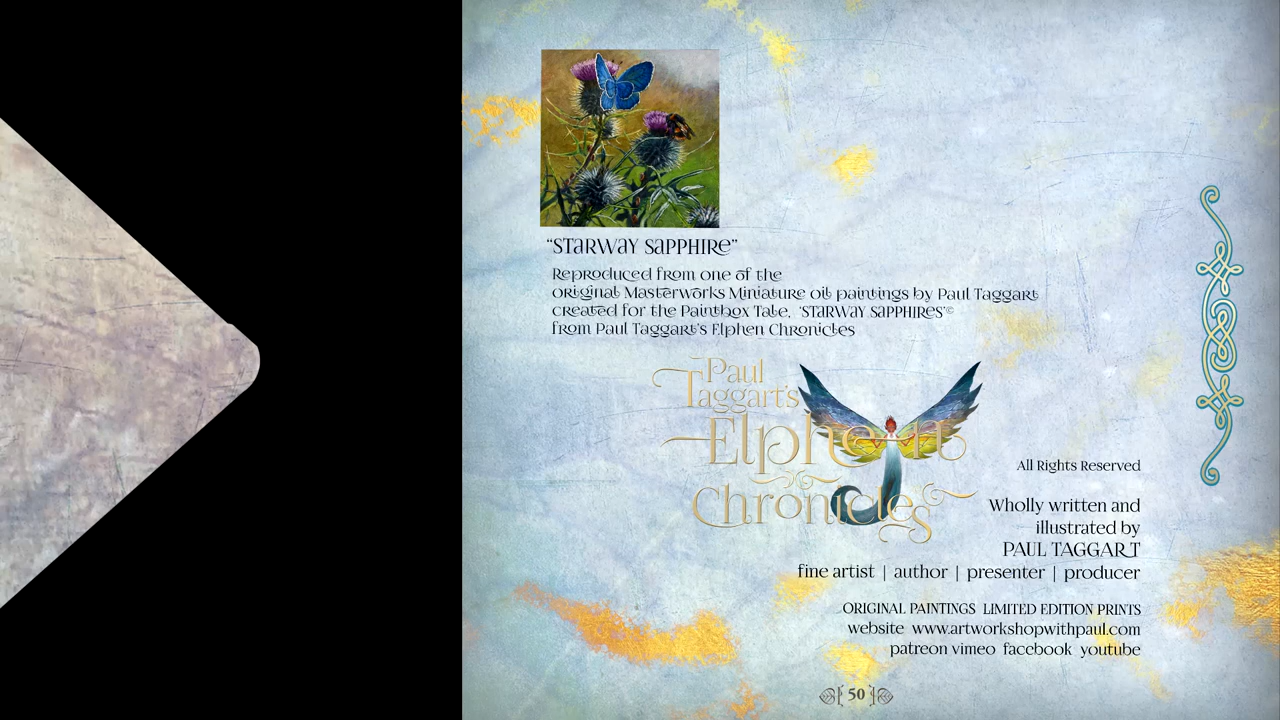 “STARWAY SAPPHIRE”
Reproduced from one of the
original Masterworks Miniature oil paintings by Paul Taggart
created for the Paintbox Tale, ‘STARWAY SAPPHIRES’©
from Paul Taggart’s Elphen Chronicles
Paul
Taggart’s
Elphen
Chronicles
All Rights Reserved
Wholly written and
illustrated by
PAUL TAGGART
fine artist | author | presenter | producer
ORIGINAL PAINTINGS LIMITED EDITION PRINTS
website www.artworkshopwithpaul.com
patreon vimeo facebook youtube
50